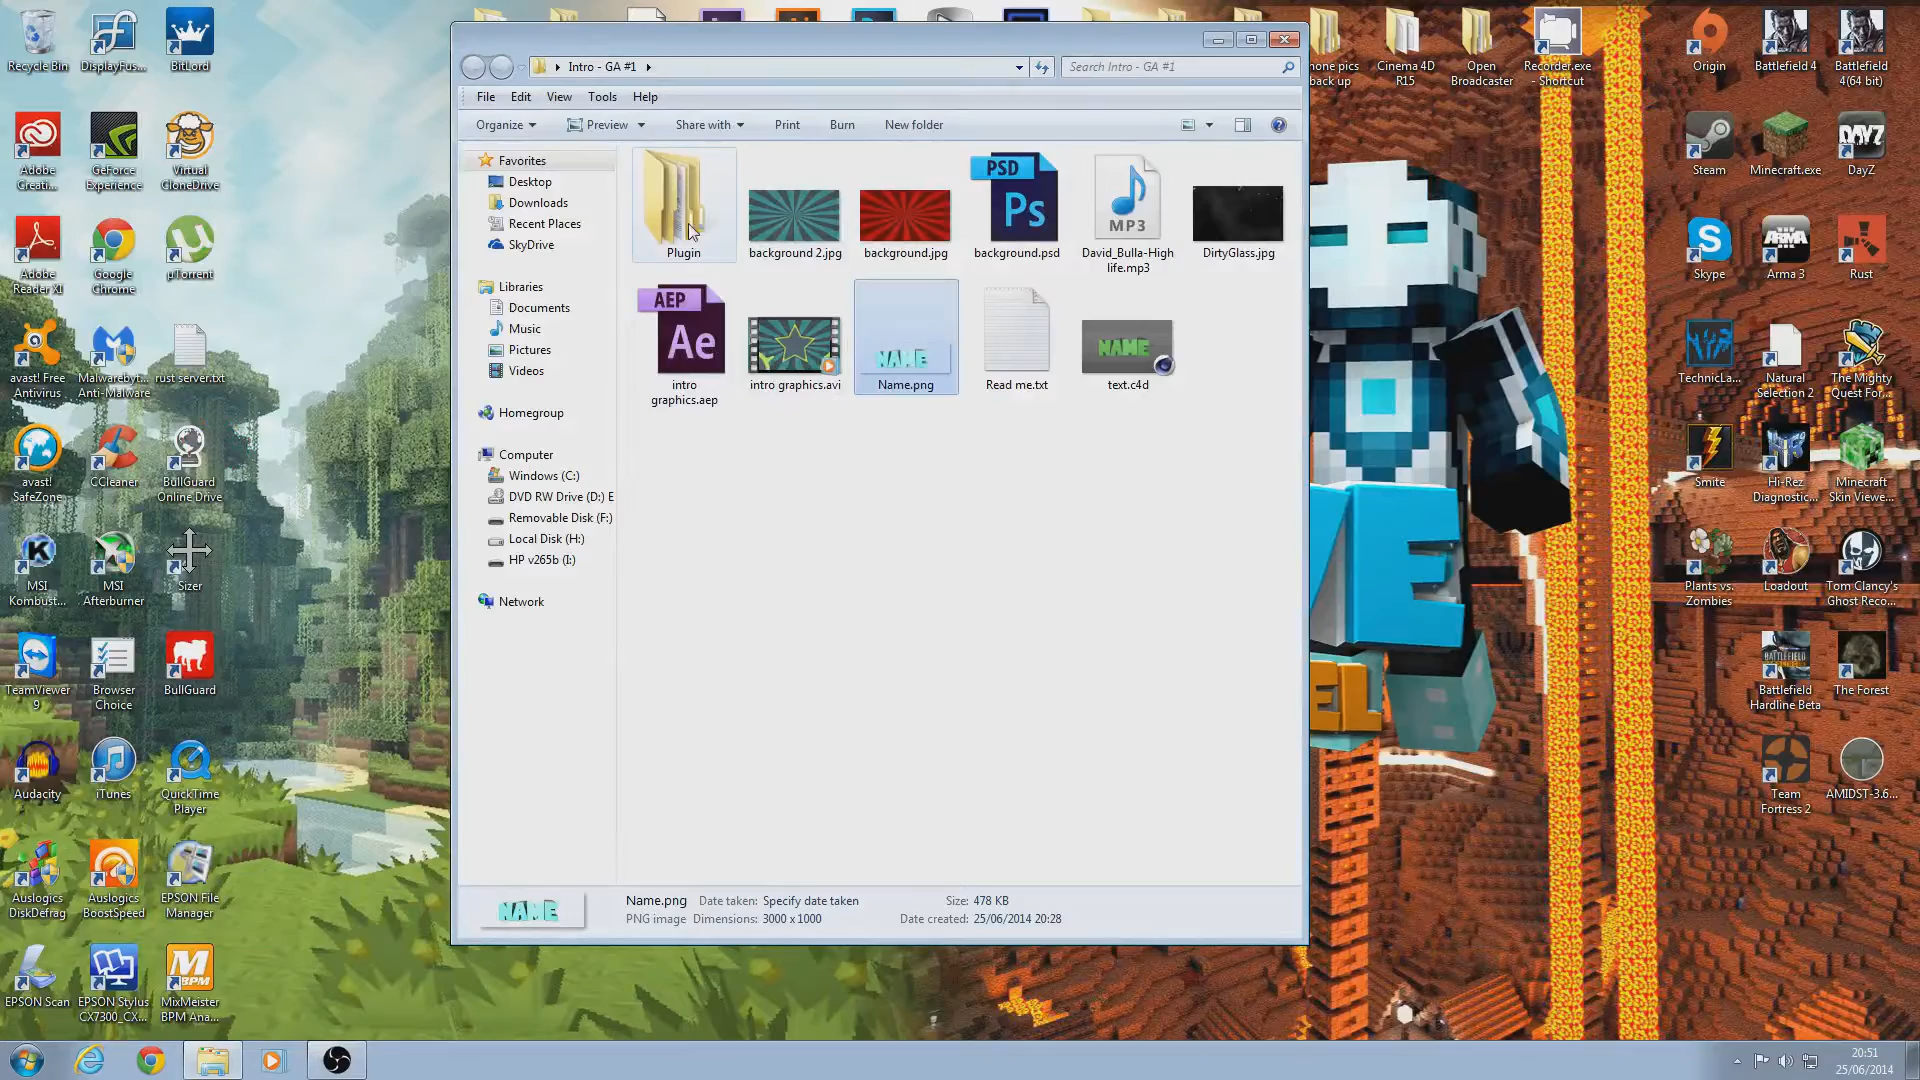 Recycle Bin
DisplayFus...
BitLord
Adobe
Creati...
GeForce
Experience
Virtual
CloneDrive
Adobe
Reader XI
Google
Chrome
µTorrent
avast! Free
Antivirus
Malwareby t...
Anti-Malware
rust server.txt
avast!
SafeZone
CCleaner
BullGuard
Online Drive
MSI
Kombust...
MSI
Afterburner
Sizer
TeamViewer
9
Browser
Choice
BullGuard
Audacity
iTunes
QuickTime
Player
Auslogics
DiskDefrag
Auslogics
BoostSpeed
EPSON File
Manager
EPSON Scan
EPSON Stylus
CX7300_CX...
MixMeister
BPM Ana...
Intro - GA #1
Search Intro - GA #1
File Edit View Tools Help
Organize Preview Share with Print Burn New folder
Favorites
Desktop
Downloads
Recent Places
SkyDrive
Libraries
Documents
Music
Pictures
Videos
Homegroup
Computer
Windows (C:)
DVD RW Drive (D:) E
Removable Disk (F:)
Local Disk (H:)
HP v265b (I:)
Network
Plugin
background 2.jpg
background.jpg
PSD
Ps
background.psd
MP3
David_Bulla-High
life.mp3
DirtyGlass.jpg
AEP
Ae
intro
graphics.aep
intro graphics.avi
NAME
Name.png
Read me.txt
NAME
text.c4d
NAME
Name.png Date taken: Specify date taken Size: 478 KB
PNG image Dimensions: 3000 x 1000 Date created: 25/06/2014 20:28
hone pics
back up
Cinema 4D
R15
Open
Broadcaster
Recorder.exe
- Shortcut
Origin
Battlefield 4
Battlefield
4(64 bit)
Steam
Minecraft.exe
DAYZ
DayZ
Skype
ARMA
Arma 3
Rust
TechnicLa...
Natural
Selection 2
The Mighty
Quest For...
Smite
Hi-Rez
Diagnostic...
Minecraft
Skin Viewe...
Plants vs.
Zombies
Loadout
Tom Clancy's
Ghost Reco...
Battlefield
Hardline Beta
The Forest
Team
Fortress 2
AMIDST-3.6...
VE
EL
20:51
25/06/2014